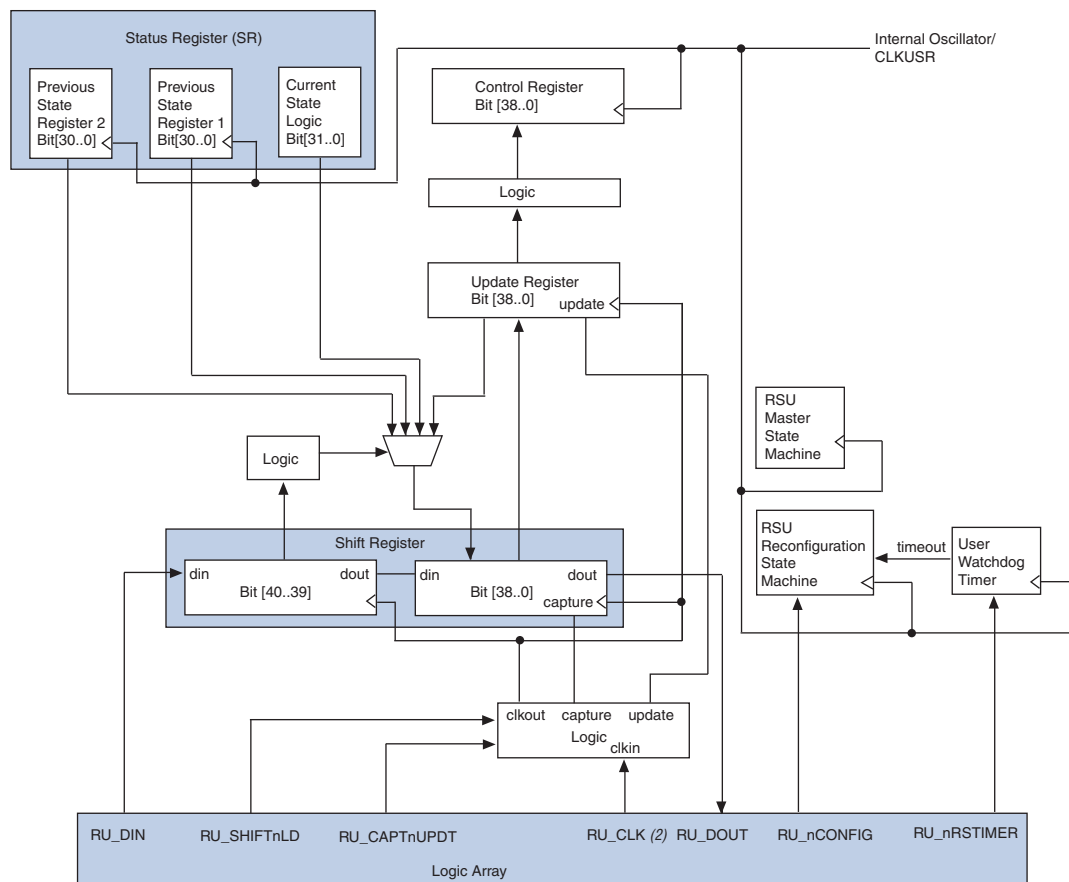 Status Register (SR)
Previous
State
Register 2
Bit[30..0]
Previous
State
Register 1
Bit[30..0]
Current
State
Logic
Bit[31..0]
Control Register
Bit [38..0]
Internal Oscillator/
CLKUSR
Logic
Update Register
Bit [38..0]
update
RSU
Master
State
Machine
Logic
Shift Register
din
dout
Bit [40..39]
din
dout
Bit [38..0]
capture
RSU
Reconfiguration
State
Machine
timeout
User
Watchdog
Timer
clkout capture update
Logic
clkin
RU_DIN
RU_SHIFTnLD
RU_CAPTnUPDT
RU_CLK (2)
RU_DOUT
RU_nCONFIG
RU_nRSTIMER
Logic Array